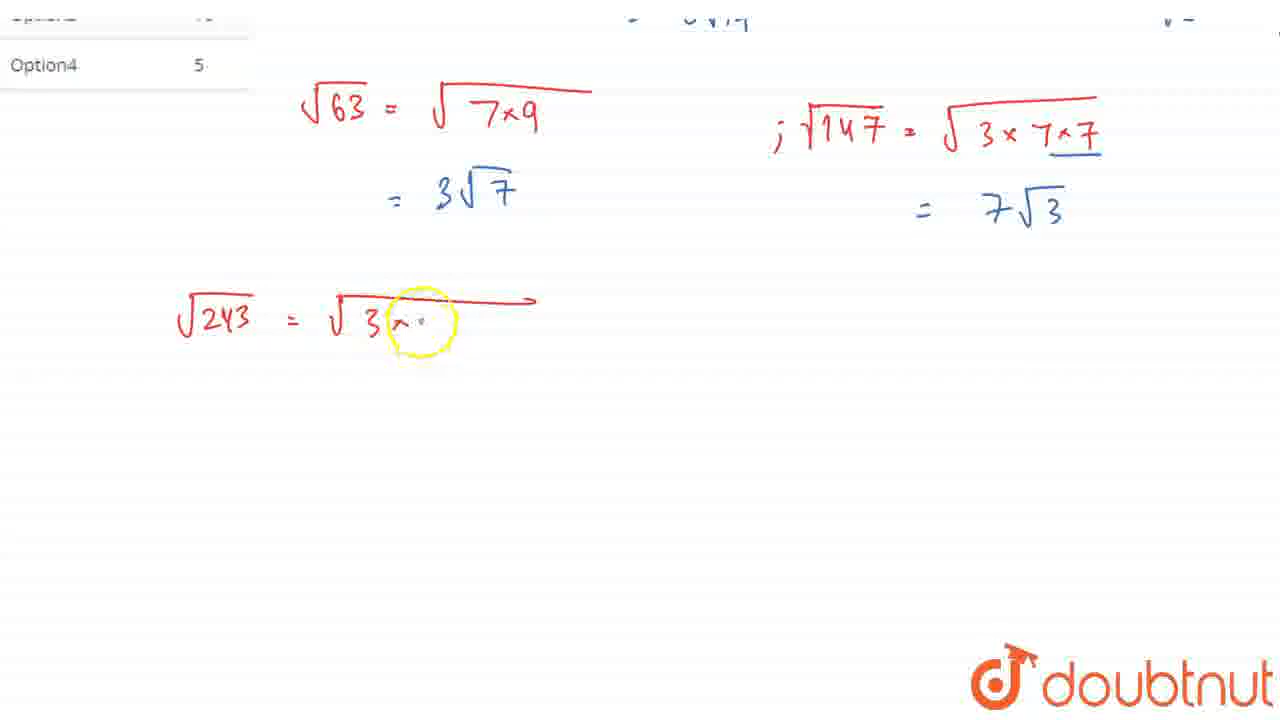 Option4 5
√63 = √7×9
; √147 = √3×7×7
= 3√7
= 7√3
√243 = √3×
doubtnut